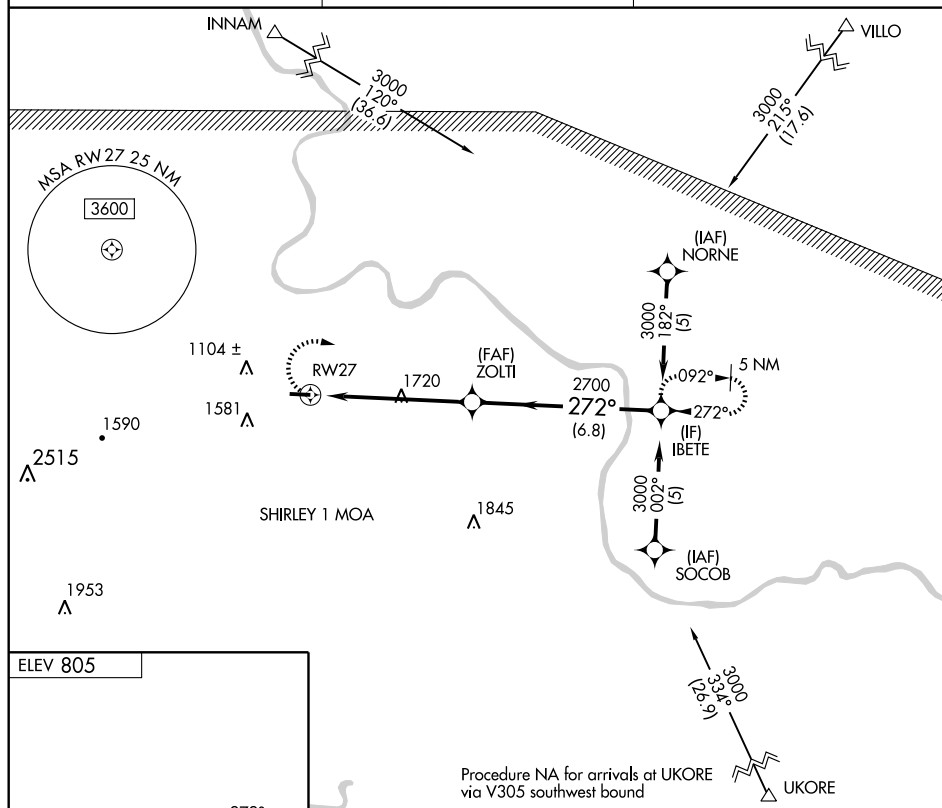 INNAM
VILLO
3000
120°
(36.6)
3000
215°
(17.6)
MSA RW27 25 NM
3600
(IAF)
NORNE
3000
182°
(5)
1104 ±
RW27
1720
(FAF)
ZOLTI
2700
272°
(6.8)
092°
5 NM
272°
(IF)
IBETE
1581
1590
2515
3000
002°
(5)
SHIRLEY 1 MOA
1845
(IAF)
SOCOB
1953
ELEV 805
3000
334°
(26.9)
Procedure NA for arrivals at UKORE
via V305 southwest bound
UKORE